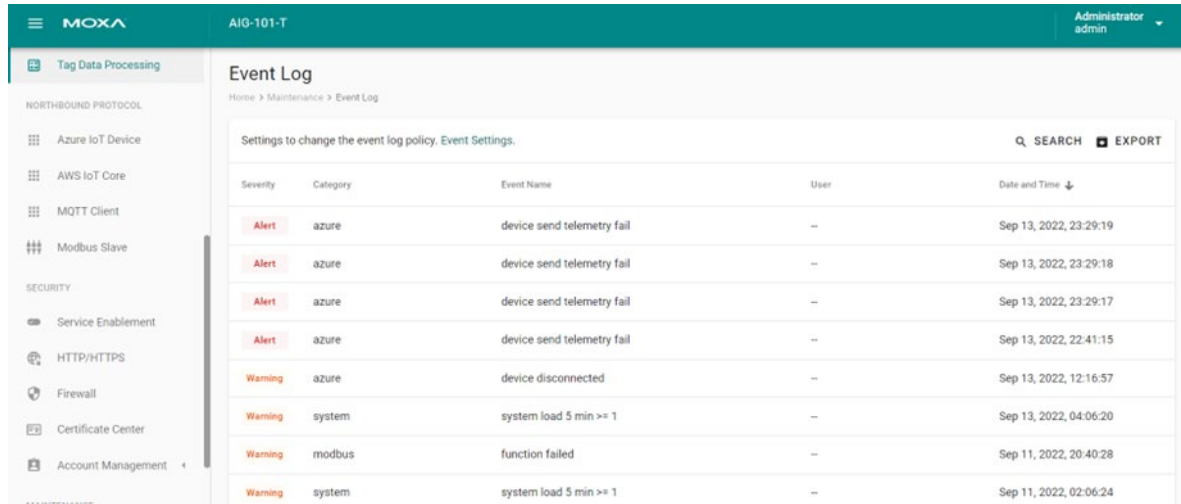 MOXA
AIG-101-T
Administrator
admin
Tag Data Processing
NORTHBOUND PROTOCOL
Azure IoT Device
AWS IoT Core
MQTT Client
Modbus Slave
SECURITY
Service Enablement
HTTP/HTTPS
Firewall
Certificate Center
Account Management
MAINTENANCE
Event Log
Home > Maintenance > Event Log
Settings to change the event log policy. Event Settings.
SEARCH EXPORT
Severity Category Event Name User Date and Time
Alert azure device send telemetry fail -- Sep 13, 2022, 23:29:19
Alert azure device send telemetry fail -- Sep 13, 2022, 23:29:18
Alert azure device send telemetry fail -- Sep 13, 2022, 23:29:17
Alert azure device send telemetry fail -- Sep 13, 2022, 22:41:15
Warning azure device disconnected -- Sep 13, 2022, 12:16:57
Warning system system load 5 min >= 1 -- Sep 13, 2022, 04:06:20
Warning modbus function failed -- Sep 11, 2022, 20:40:28
Warning system system load 5 min >= 1 -- Sep 11, 2022, 02:06:24